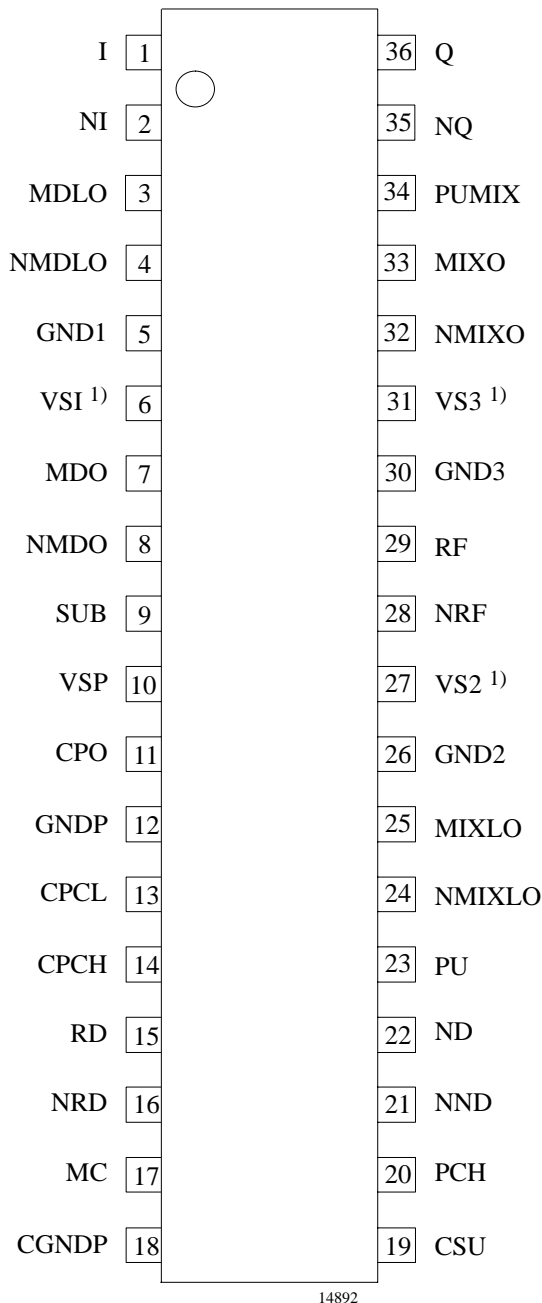 I 1 36 Q
NI 2 35 NQ
MDLO 3 34 PUMIX
NMDLO 4 33 MIXO
GND1 5 32 NMIXO
VSI 1) 6 31 VS3 1)
MDO 7 30 GND3
NMDO 8 29 RF
SUB 9 28 NRF
VSP 10 27 VS2 1)
CPO 11 26 GND2
GNDP 12 25 MIXLO
CPCL 13 24 NMIXLO
CPCH 14 23 PU
RD 15 22 ND
NRD 16 21 NND
MC 17 20 PCH
CGNDP 18 19 CSU
14892